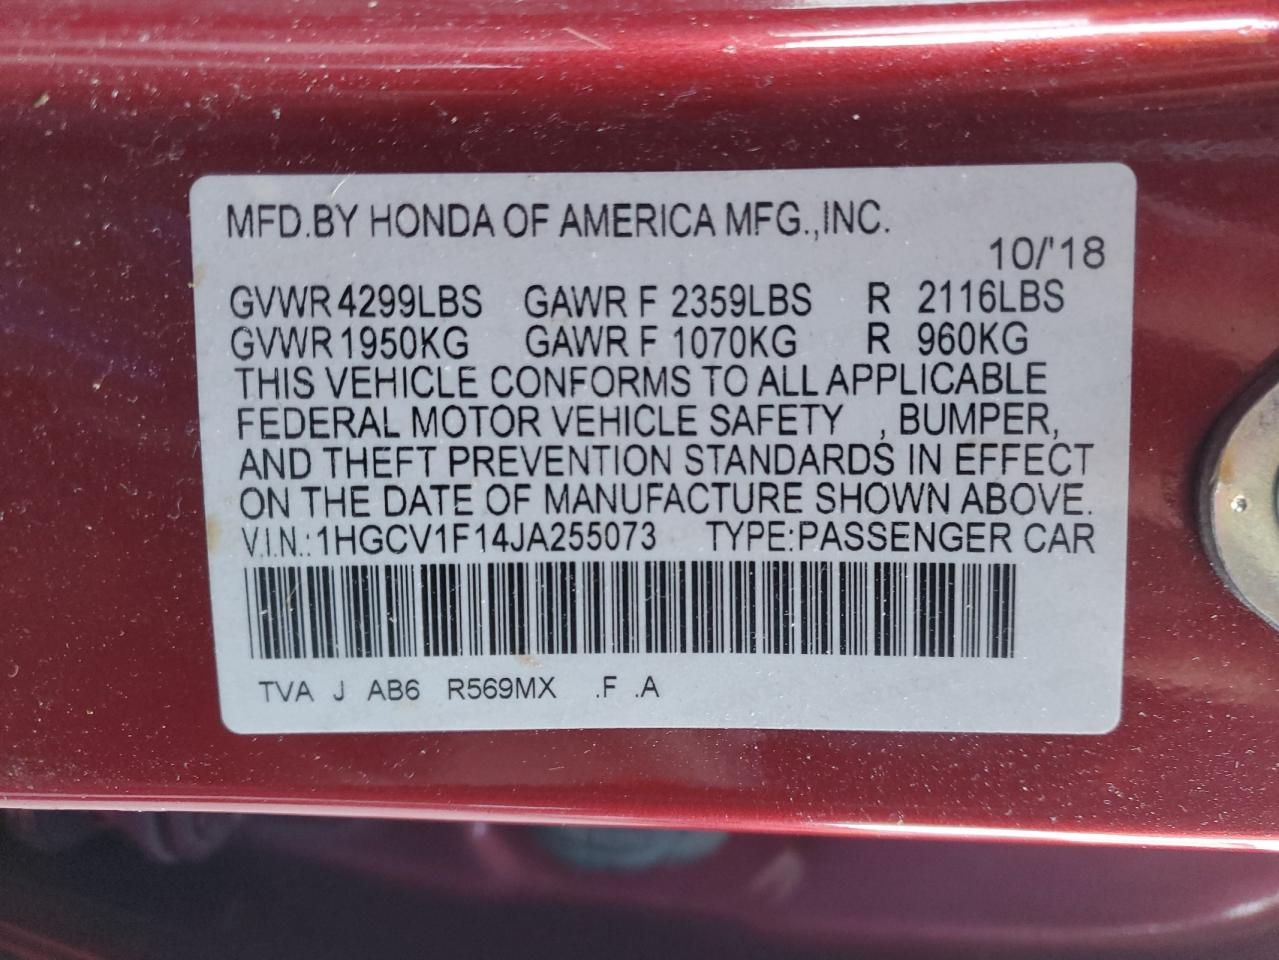 MFD.BY HONDA OF AMERICA MFG.,INC.
10/'18
GVWR 4299LBS GAWR F 2359LBS R 2116LBS
GVWR 1950KG GAWR F 1070KG R 960KG
THIS VEHICLE CONFORMS TO ALL APPLICABLE
FEDERAL MOTOR VEHICLE SAFETY , BUMPER,
AND THEFT PREVENTION STANDARDS IN EFFECT
ON THE DATE OF MANUFACTURE SHOWN ABOVE.
V.I.N.:1HGCV1F14JA255073 TYPE:PASSENGER CAR
TVA J AB6 R569MX .F .A